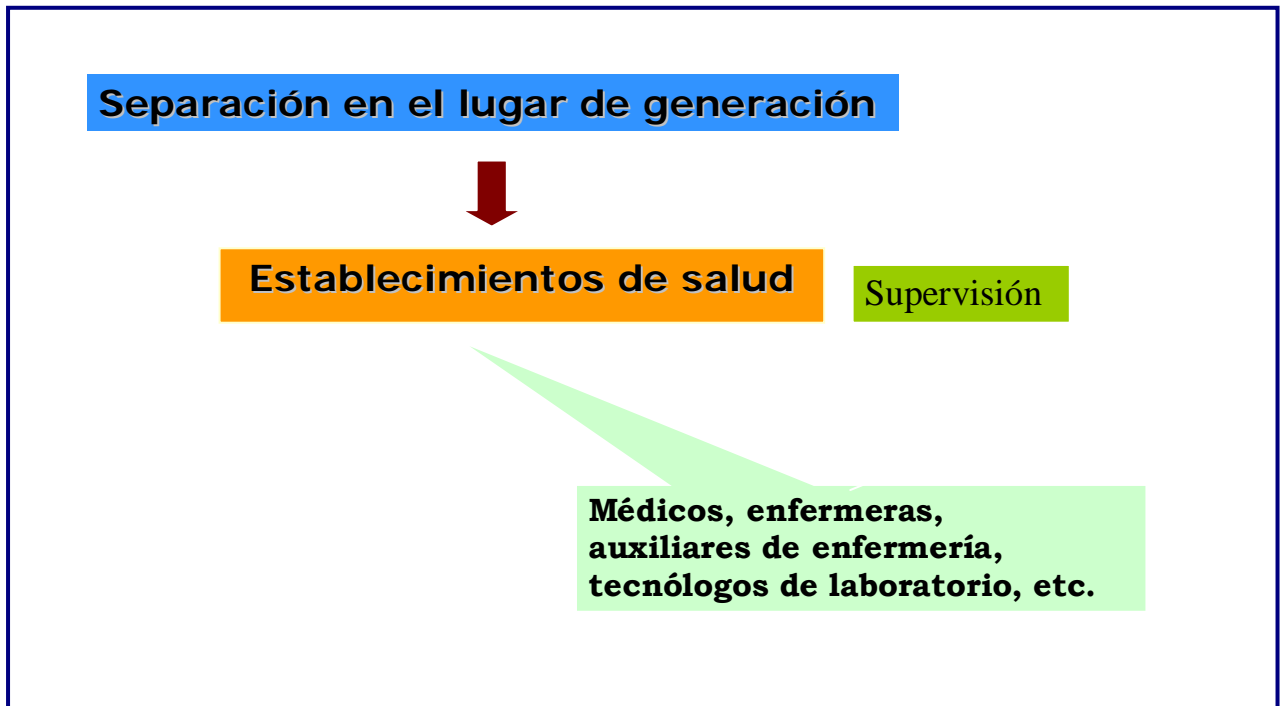 Separación en el lugar de generación
Establecimientos de salud
Supervisión
Médicos, enfermeras,
auxiliares de enfermería,
tecnólogos de laboratorio, etc.